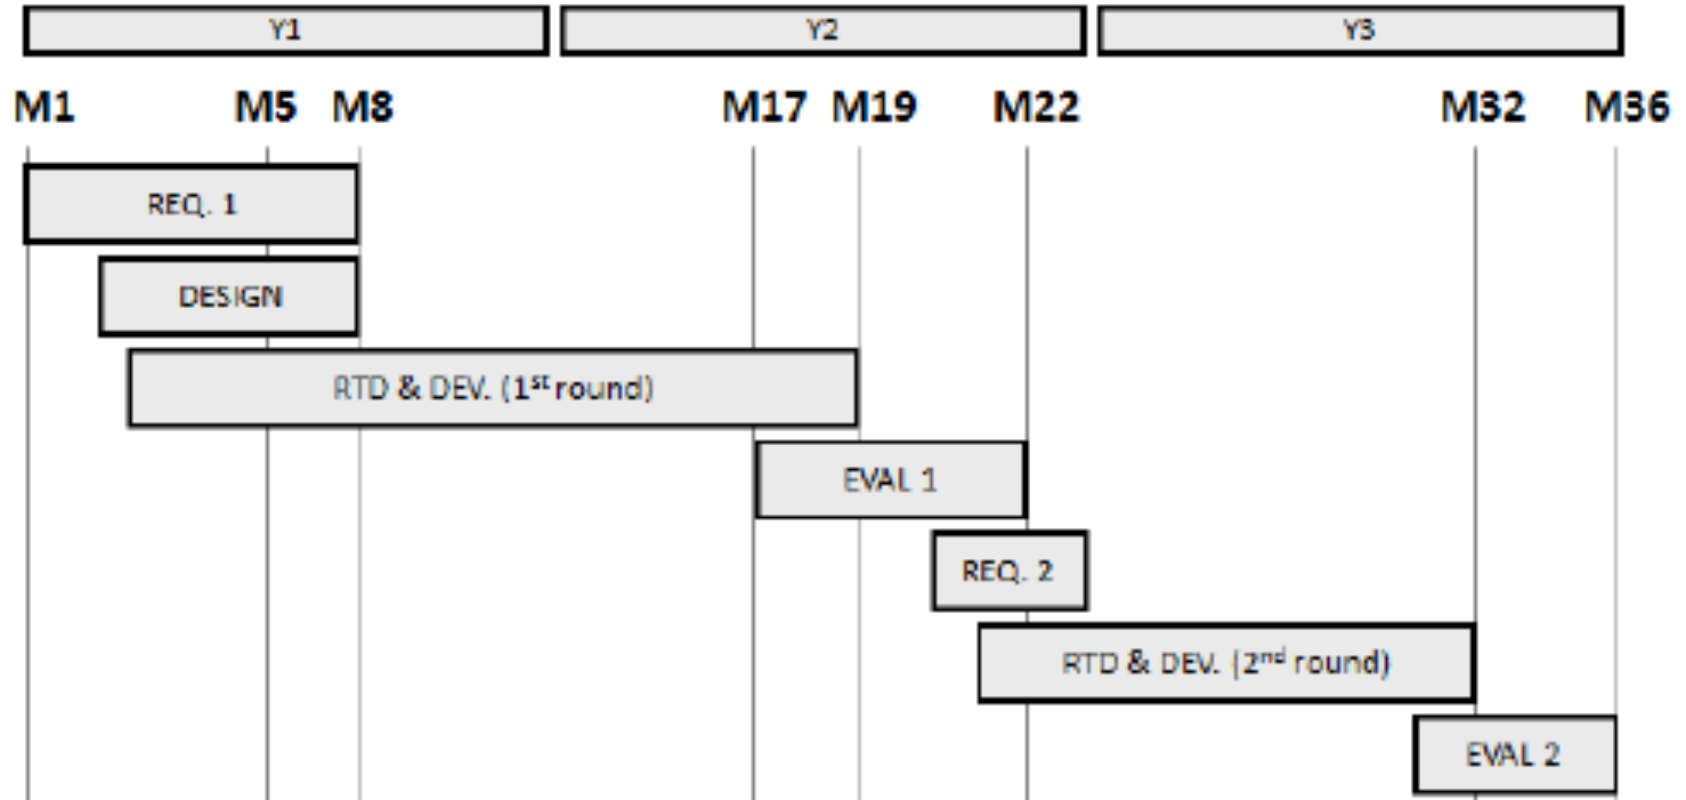 Y1 Y2 Y3
M1 M5 M8 M17 M19 M22 M32 M36
REQ. 1
DESIGN
RTD & DEV. (1st round)
EVAL 1
REQ. 2
RTD & DEV. (2nd round)
EVAL 2